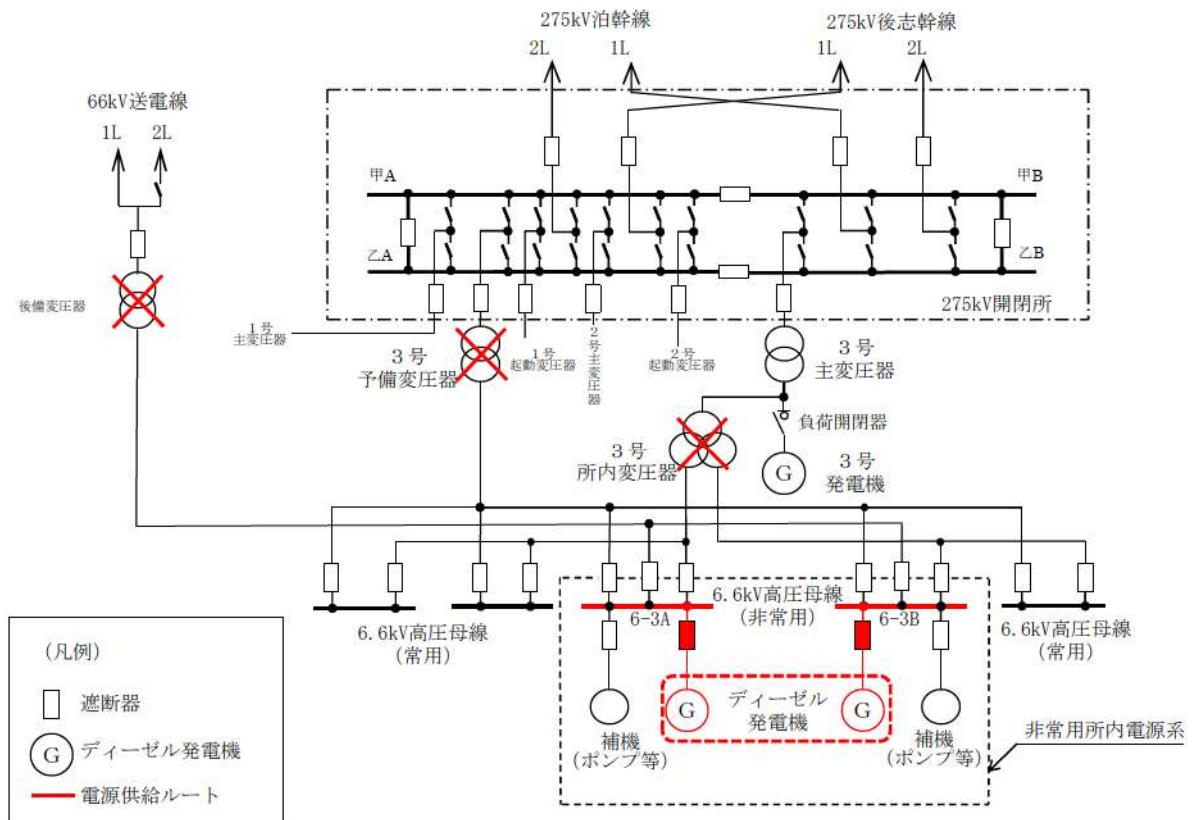 275kV泊幹線
275kV後志幹線
2L
1L
1L
2L
66kV送電線
1L
2L
甲A
甲B
乙A
乙B
275kV開閉所
後備変圧器
1号
主変圧器
3号
予備変圧器
1号
起動変圧器
2号主変圧器
2号
起動変圧器
3号
主変圧器
負荷開閉器
3号
所内変圧器
G
3号
発電機
6.6kV高圧母線
(常用)
6-3A
6.6kV高圧母線
(非常用)
6-3B
6.6kV高圧母線
(常用)
G
ディーゼル
発電機
G
補機
(ポンプ等)
補機
(ポンプ等)
非常用所内電源系
(凡例)
遮断器
G
ディーゼル発電機
電源供給ルート